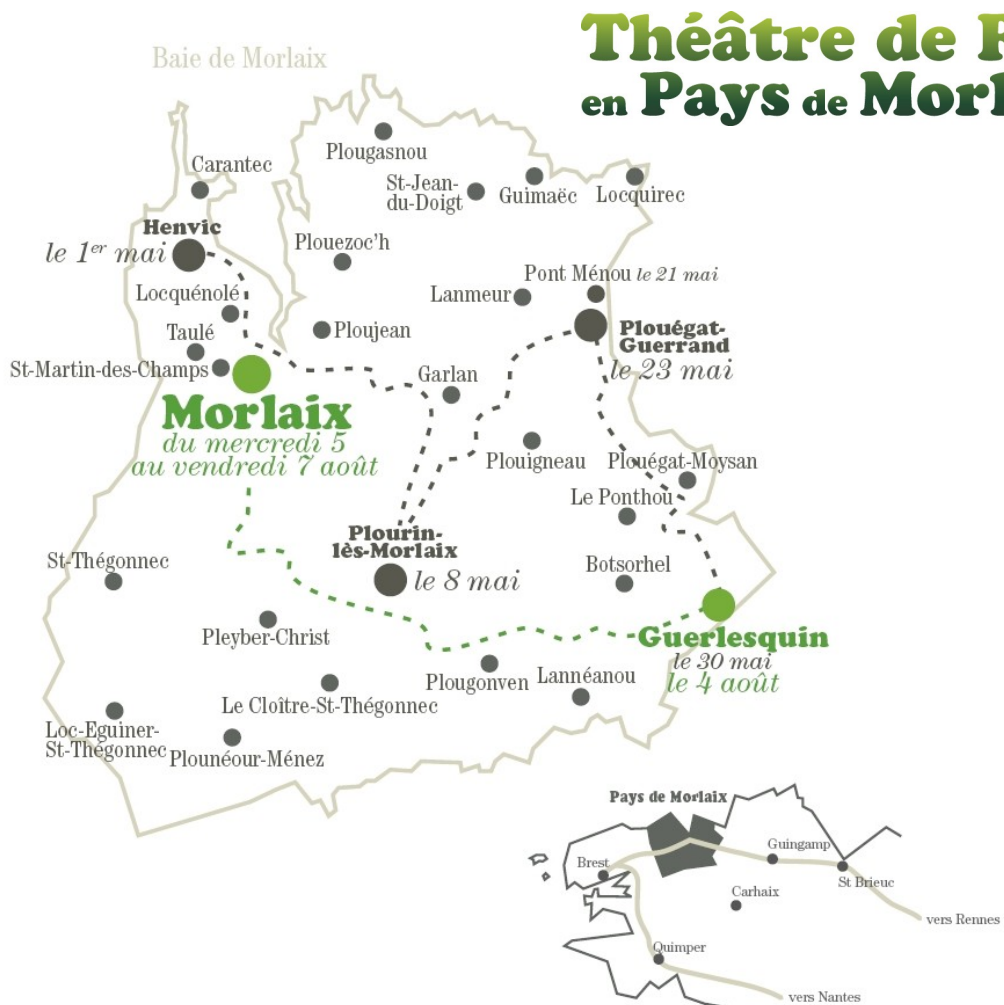 Théâtre de
en Pays de Morl
Baie de Morlaix
Plougasnou
Carantec
St-Jean-
du-Doigt
Guimaëc
Locquirec
Henvic
le 1er mai
Plouezoc'h
Pont Ménou le 21 mai
Locquénolé
Lanmeur
Taulé
Ploujean
Plouégat-
Guerrand
le 23 mai
St-Martin-des-Champs
Garlan
Morlaix
du mercredi 5
au vendredi 7 août
Plouigneau
Plouégat-Moysan
Le Ponthou
Plourin-
lès-Morlaix
le 8 mai
St-Thégonnec
Botsorhel
Pleyber-Christ
Guerlesquin
le 30 mai
le 4 août
Plougonven
Lannéanou
Le Cloître-St-Thégonnec
Loc-Eguiner-
St-Thégonnec
Plounéour-Ménez
Pays de Morlaix
Guingamp
Brest
St Brieuc
Carhaix
vers Rennes
Quimper
vers Nantes